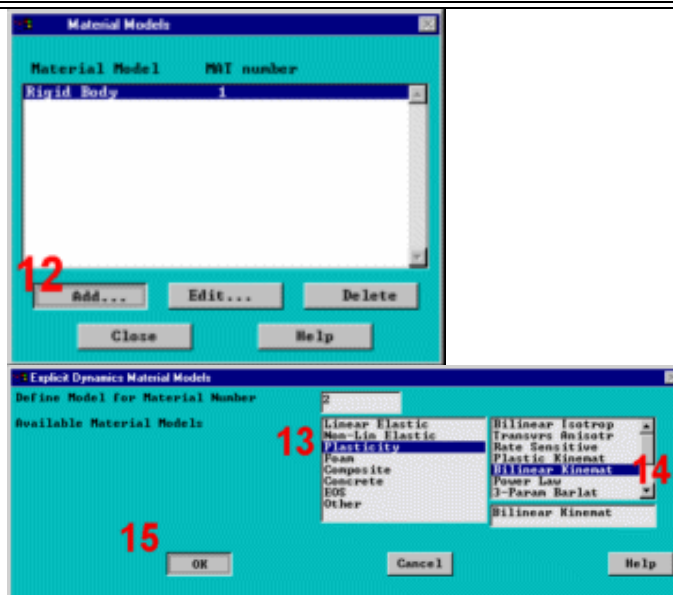 Material Models
Material Model MAT number
Rigid Body 1
12
Add... Edit... Delete
Close Help
Explicit Dynamics Material Models
Define Model for Material Number 2
Available Material Models
13
Linear Elastic
Non-Lin Elastic
Plasticity
Foam
Composite
Concrete
EOS
Other
Bilinear Isotrop
Transvrs Anisotr
Rate Sensitive
Plastic Kinemat
Bilinear Kinemat
Power Law
3-Param Barlat
14
Bilinear Kinemat
15
OK Cancel Help